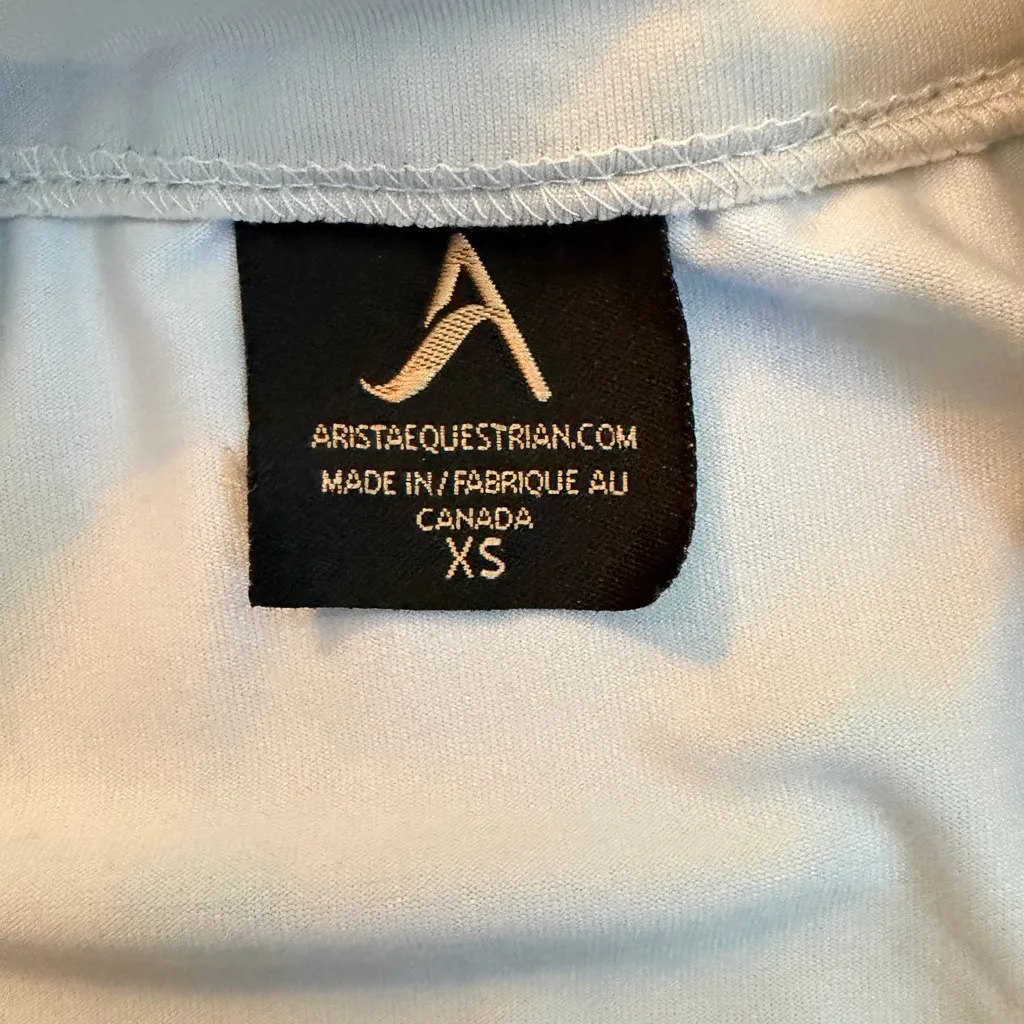 A
ARISTAEQUESTRIAN.COM
MADE IN/FABRIQUE AU
CANADA
XS